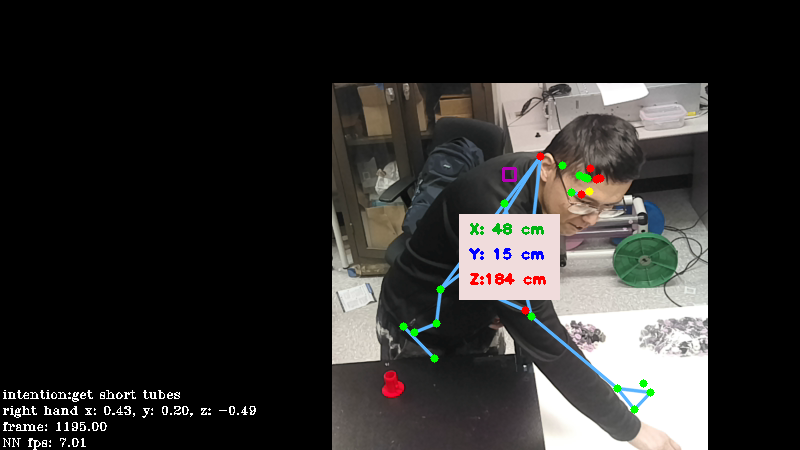 X: 48 cm
Y: 15 cm
Z:184 cm
intention:get short tubes
right hand x: 0.43, y: 0.20, z: -0.49
frame: 1195.00
NN fps: 7.01